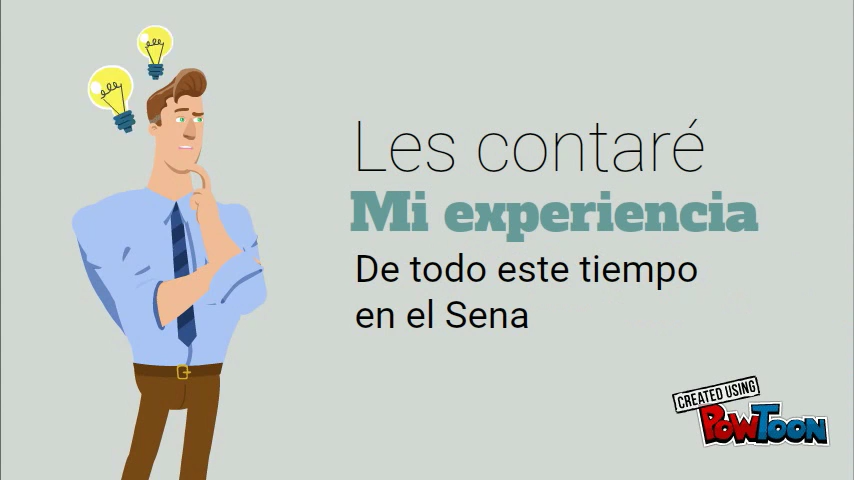 Les contaré
Mi experiencia
De todo este tiempo
en el Sena
CREATED USING
POWTOON